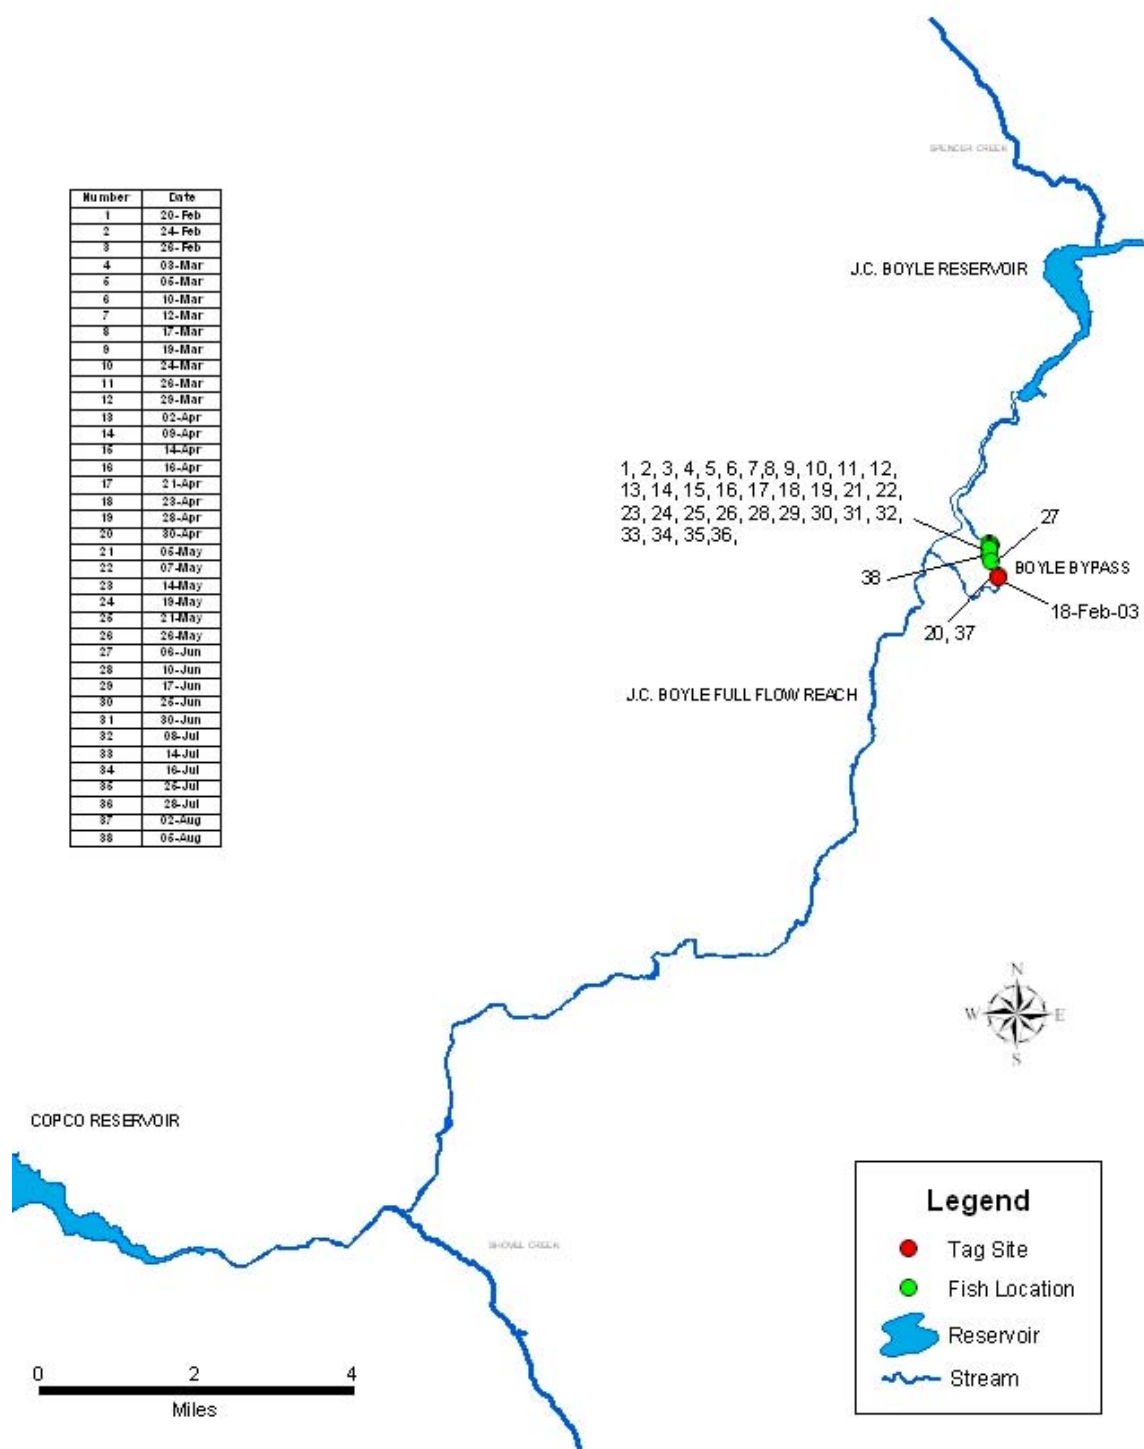 SPENCER CREEK
Number Date
1 20-Feb
2 24-Feb
3 26-Feb
4 03-Mar
5 05-Mar
6 10-Mar
7 12-Mar
8 17-Mar
9 19-Mar
10 24-Mar
11 26-Mar
12 29-Mar
13 02-Apr
14 09-Apr
15 14-Apr
16 16-Apr
17 21-Apr
18 23-Apr
19 28-Apr
20 30-Apr
21 05-May
22 07-May
23 14-May
24 19-May
25 21-May
26 26-May
27 06-Jun
28 10-Jun
29 17-Jun
30 25-Jun
31 30-Jun
32 08-Jul
33 14-Jul
34 16-Jul
35 25-Jul
36 28-Jul
37 02-Aug
38 05-Aug
J.C. BOYLE RESERVOIR
1, 2, 3, 4, 5, 6, 7,8, 9, 10, 11, 12,
13, 14, 15, 16, 17, 18, 19, 21, 22,
23, 24, 25, 26, 28, 29, 30, 31, 32,
33, 34, 35,36,
27
38
BOYLE BYPASS
18-Feb-03
20, 37
J.C. BOYLE FULL FLOW REACH
N
W E
S
COPCO RESERVOIR
SHOVEL CREEK
Legend
Tag Site
Fish Location
Reservoir
Stream
0 2 4
Miles